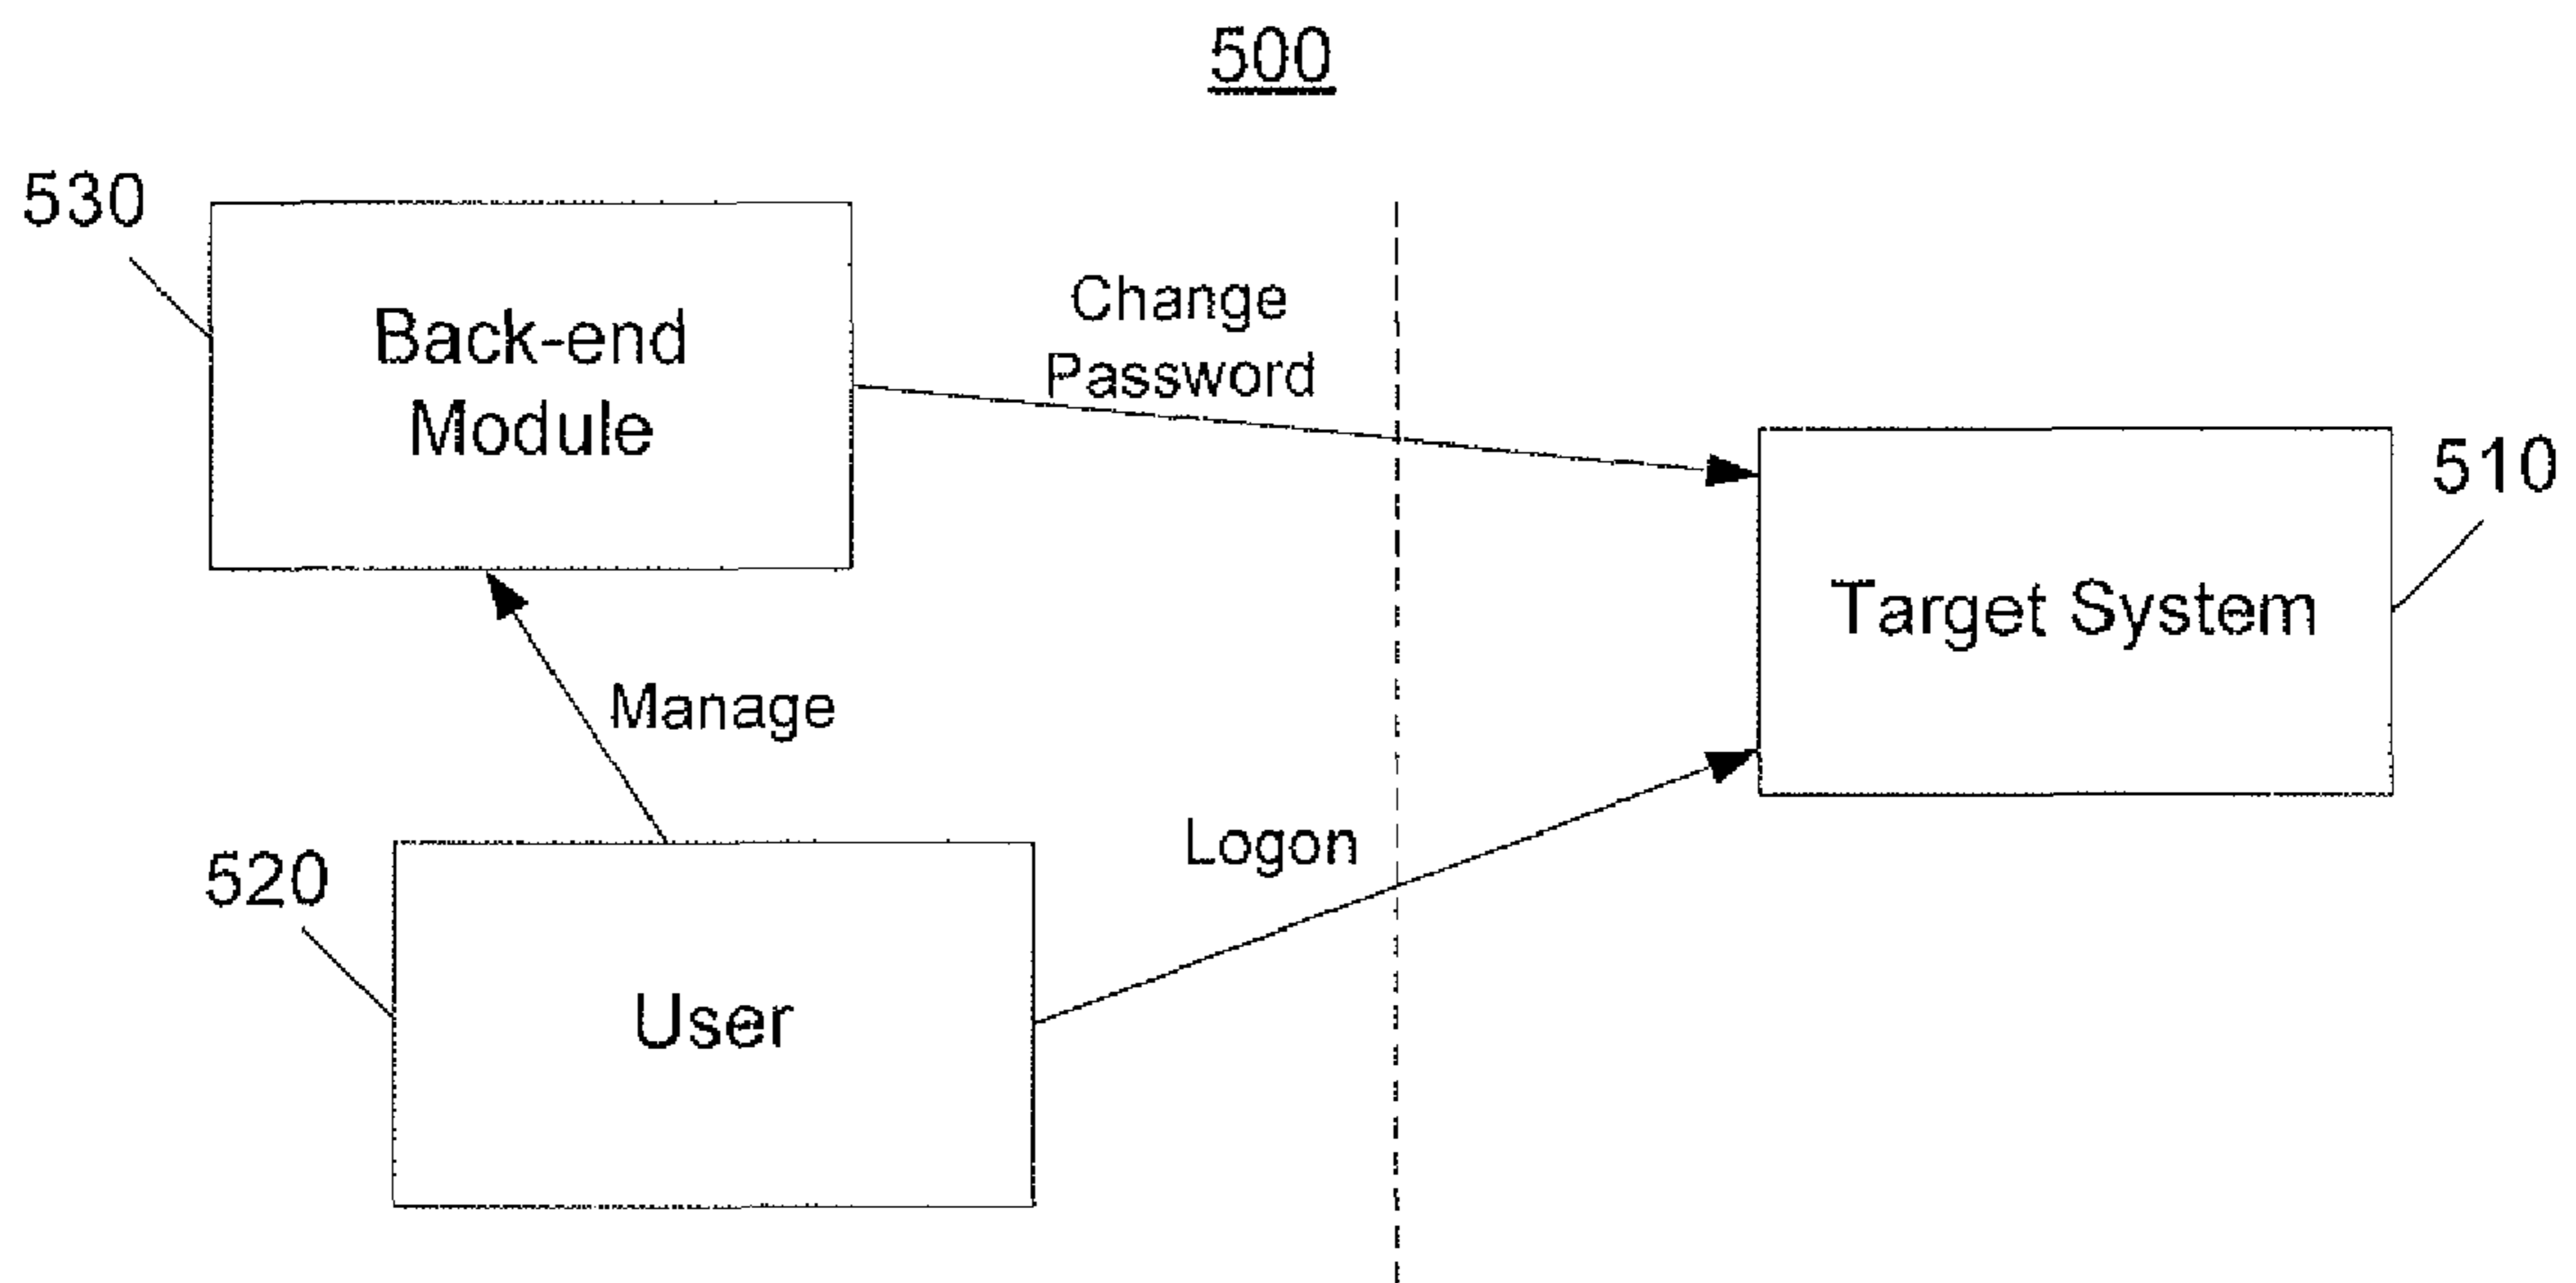 500
530
Back-end
Module
Change
Password
510
Target System
Manage
Logon
520
User